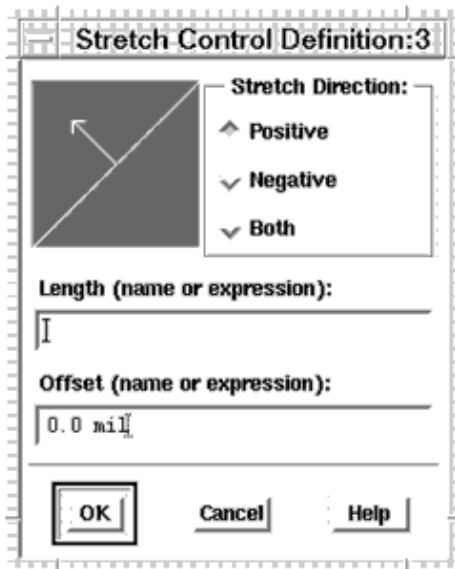 Stretch Control Definition:3
Stretch Direction:
Positive
Negative
Both
Length (name or expression):
Offset (name or expression):
0.0 mil
OK Cancel Help